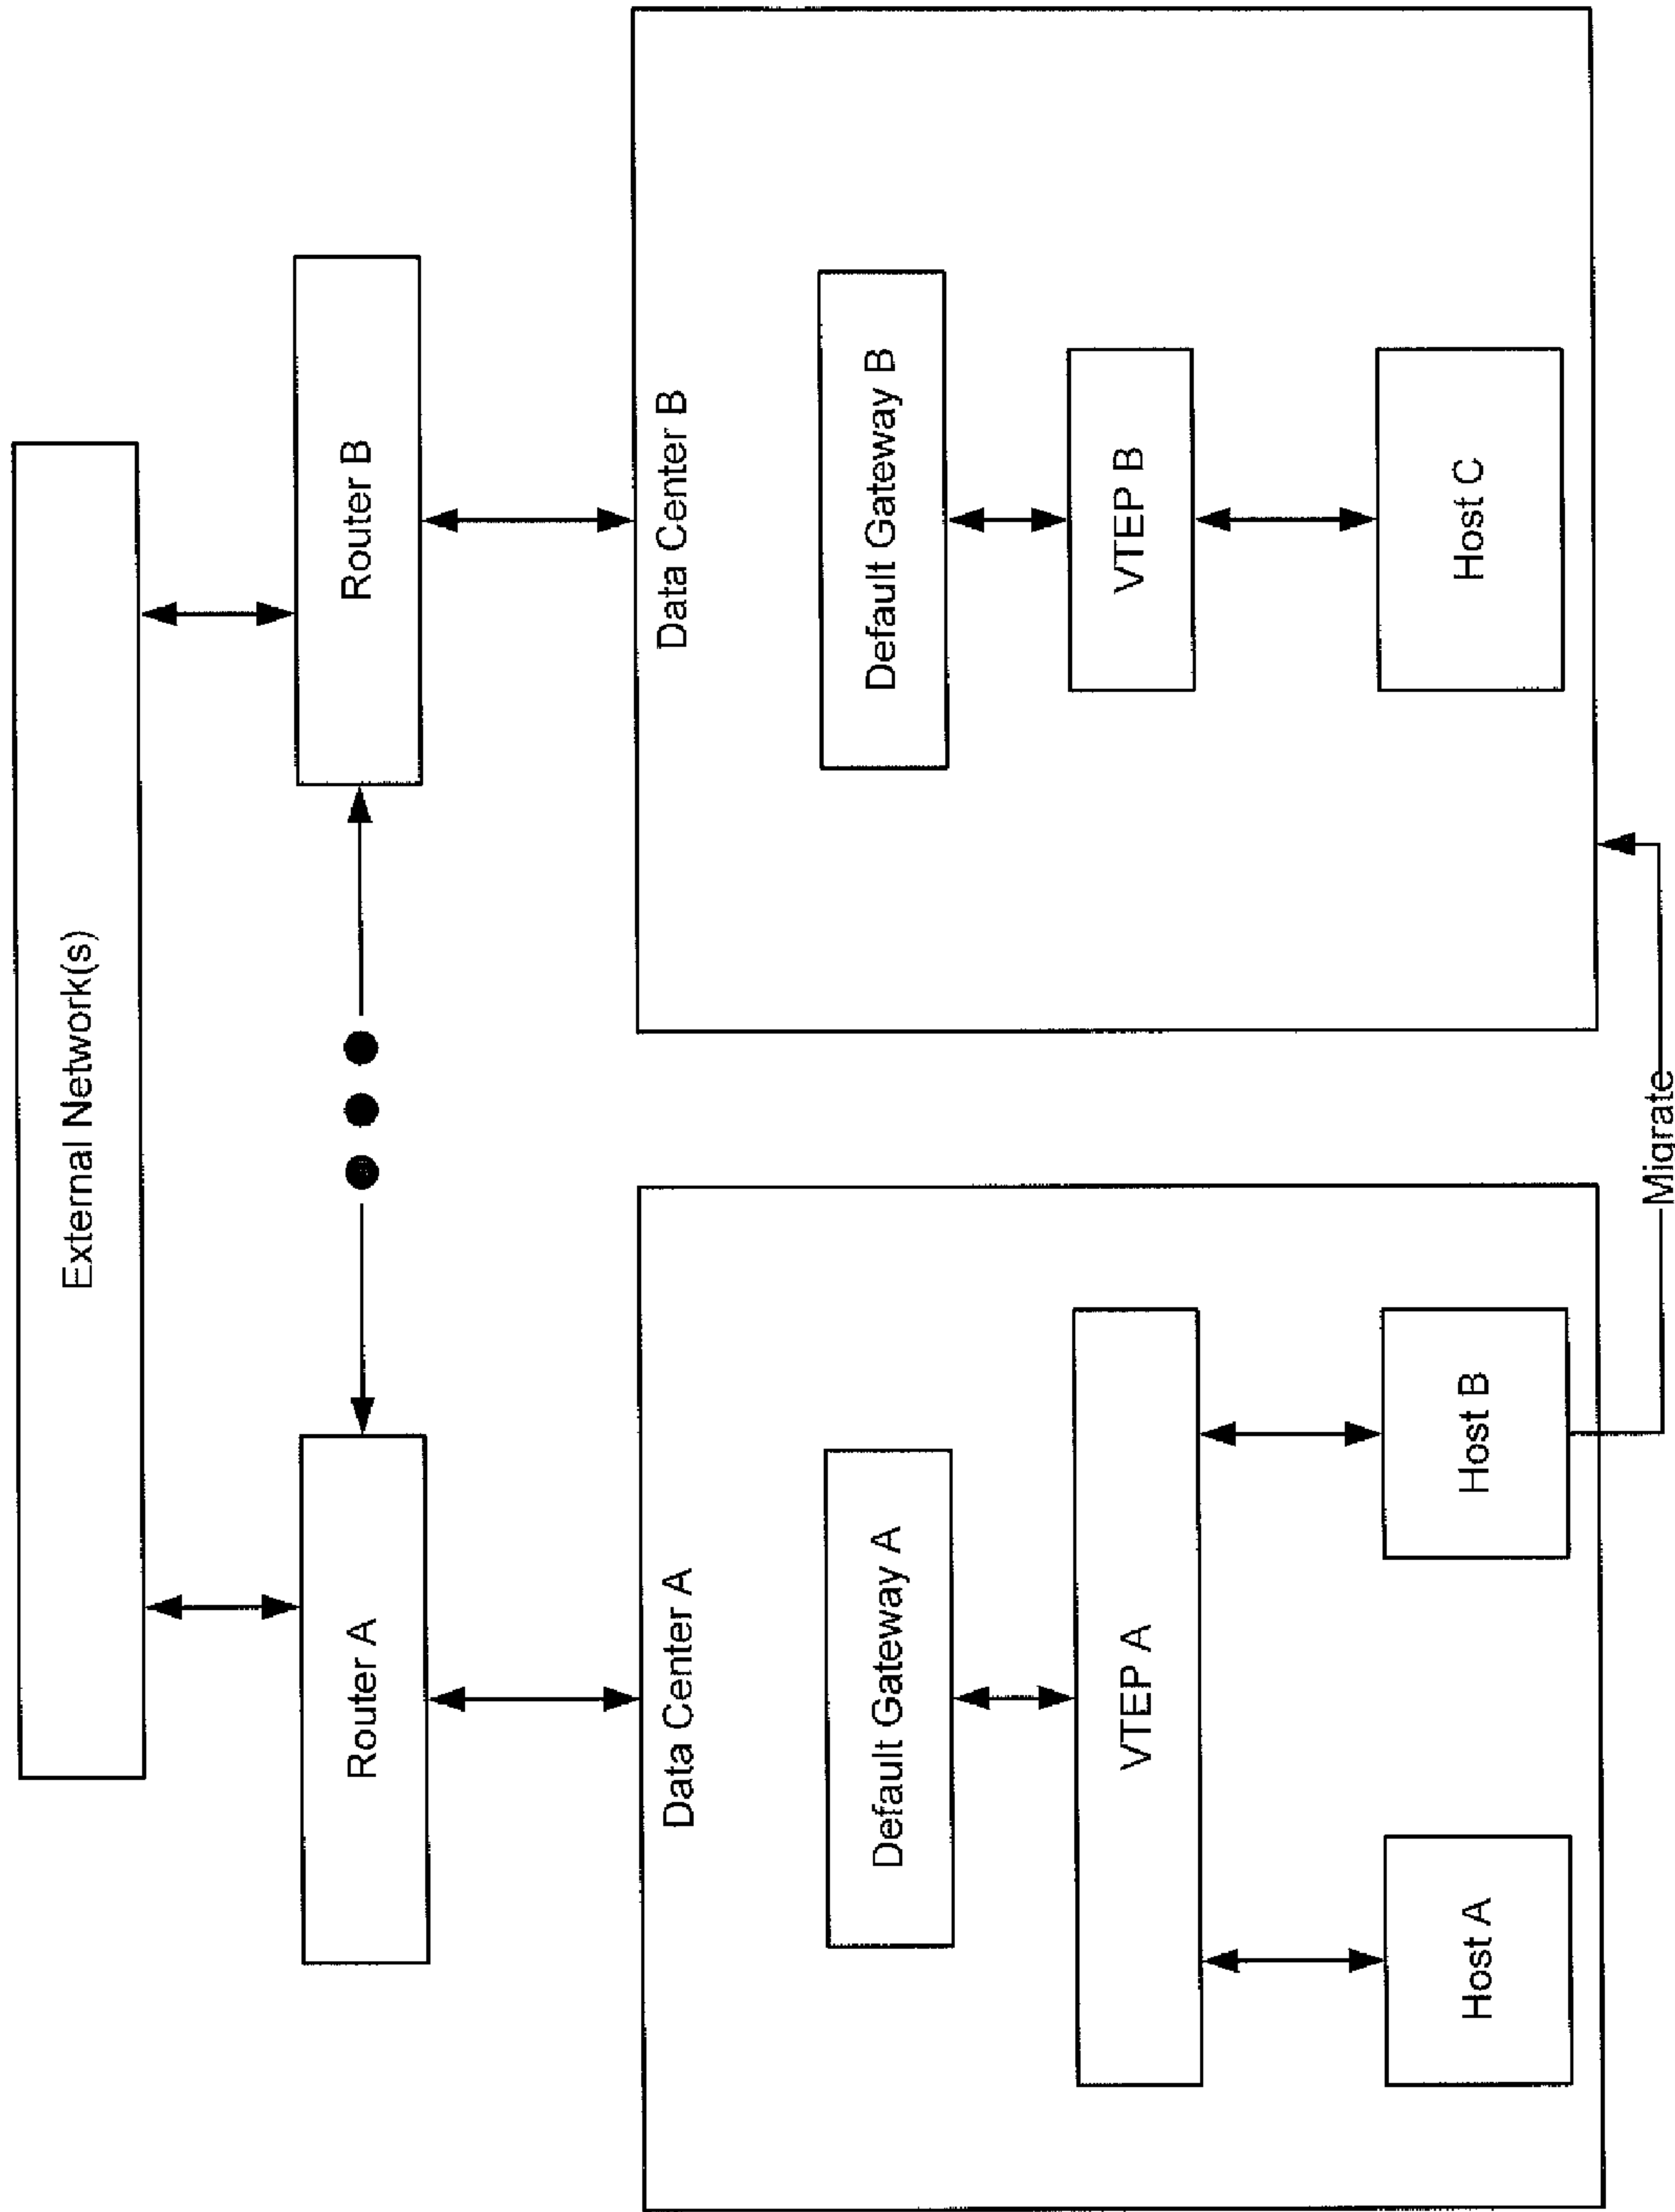 External Network(s)
Router A
Router B
Data Center A
Data Center B
Default Gateway A
Default Gateway B
VTEP A
VTEP B
Host A
Host B
Host C
Migrate